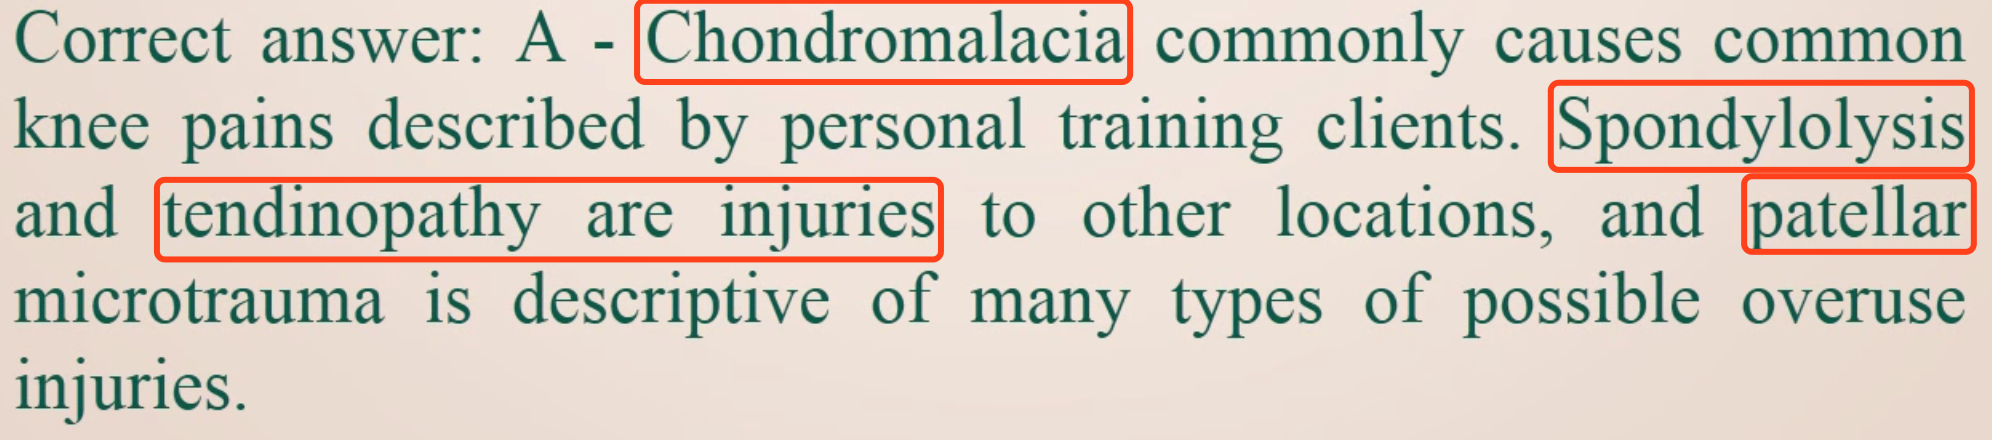 Correct answer: A - Chondromalacia commonly causes common
knee pains described by personal training clients. Spondylolysis
and tendinopathy are injuries to other locations, and patellar
microtrauma is descriptive of many types of possible overuse
injuries.